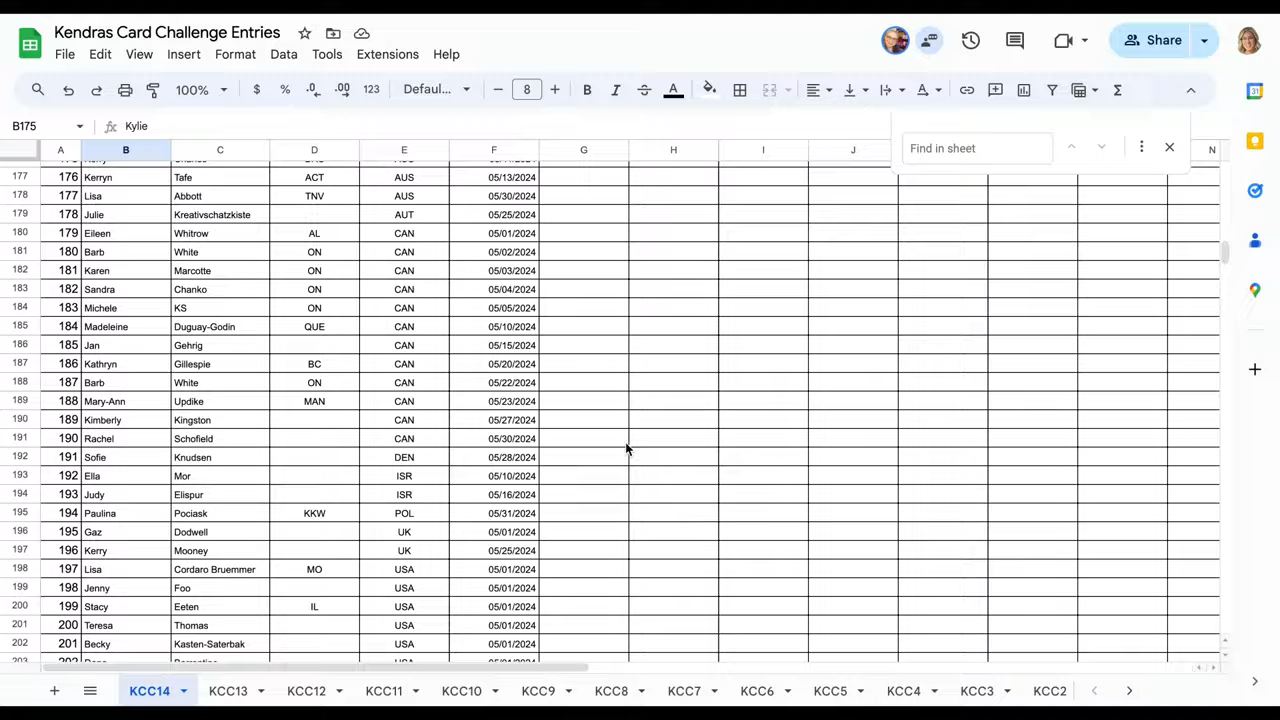 Kendras Card Challenge Entries
File Edit View Insert Format Data Tools Extensions Help
Share
100% $ % .0 .00 123 Defaul... 8 B I A
B175 Kylie
Find in sheet
A B C D E F G H I J N
177 176 Kerryn Tafe ACT AUS 05/13/2024
178 177 Lisa Abbott TNV AUS 05/30/2024
179 178 Julie Kreativschatzkiste AUT 05/25/2024
180 179 Eileen Whitrow AL CAN 05/01/2024
181 180 Barb White ON CAN 05/02/2024
182 181 Karen Marcotte ON CAN 05/03/2024
183 182 Sandra Chanko ON CAN 05/04/2024
184 183 Michele KS ON CAN 05/05/2024
185 184 Madeleine Duguay-Godin QUE CAN 05/10/2024
186 185 Jan Gehrig CAN 05/15/2024
187 186 Kathryn Gillespie BC CAN 05/20/2024
188 187 Barb White ON CAN 05/22/2024
189 188 Mary-Ann Updike MAN CAN 05/23/2024
190 189 Kimberly Kingston CAN 05/27/2024
191 190 Rachel Schofield CAN 05/30/2024
192 191 Sofie Knudsen DEN 05/28/2024
193 192 Ella Mor ISR 05/10/2024
194 193 Judy Elispur ISR 05/16/2024
195 194 Paulina Pociask KKW POL 05/31/2024
196 195 Gaz Dodwell UK 05/01/2024
197 196 Kerry Mooney UK 05/25/2024
198 197 Lisa Cordaro Bruemmer MO USA 05/01/2024
199 198 Jenny Foo USA 05/01/2024
200 199 Stacy Eeten IL USA 05/01/2024
201 200 Teresa Thomas USA 05/01/2024
202 201 Becky Kasten-Saterbak USA 05/01/2024
KCC14 KCC13 KCC12 KCC11 KCC10 KCC9 KCC8 KCC7 KCC6 KCC5 KCC4 KCC3 KCC2